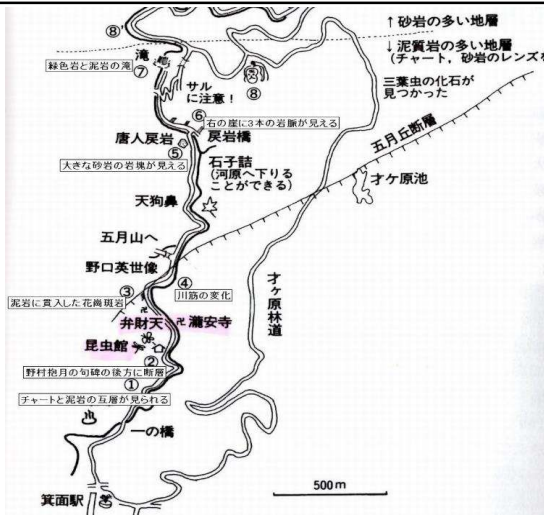 ↑ 砂岩の多い地層
↓ 泥質岩の多い地層
(チャート，砂岩のレンズを
三葉虫の化石が
見つかった
⑧'
滝
緑色岩と泥岩の滝
⑦
サル
に注意！
⑧
⑥
右の崖に3本の岩脈が見える
唐人戻岩
戻岩橋
⑤
大きな砂岩の岩塊が見える
石子詰
(河原へ下りる
ことができる)
五月丘断層
才ケ原池
天狗鼻
五月山へ
野口英世像
③
④
泥岩に貫入した花崗斑岩
川筋の変化
弁財天
卍
卍 瀧安寺
才ヶ原林道
昆虫館
②
野村抱月の句碑の後方に断層
①
チャートと泥岩の互層が見られる
一の橋
箕面駅
500m